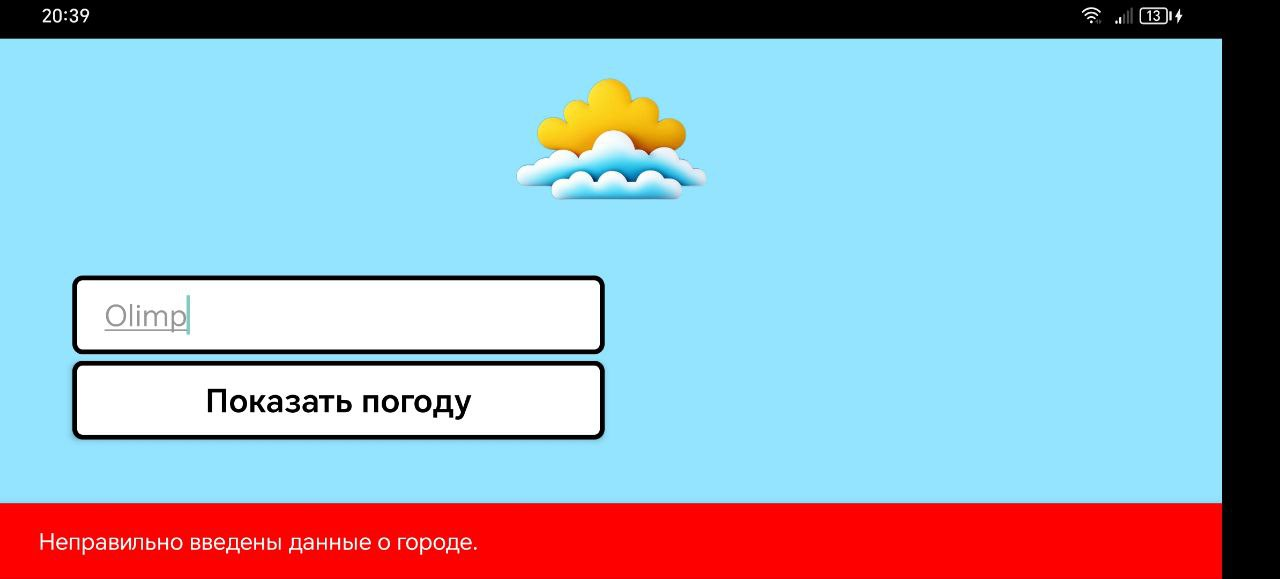 20:39
13
Olimp
Показать погоду
Неправильно введены данные о городе.